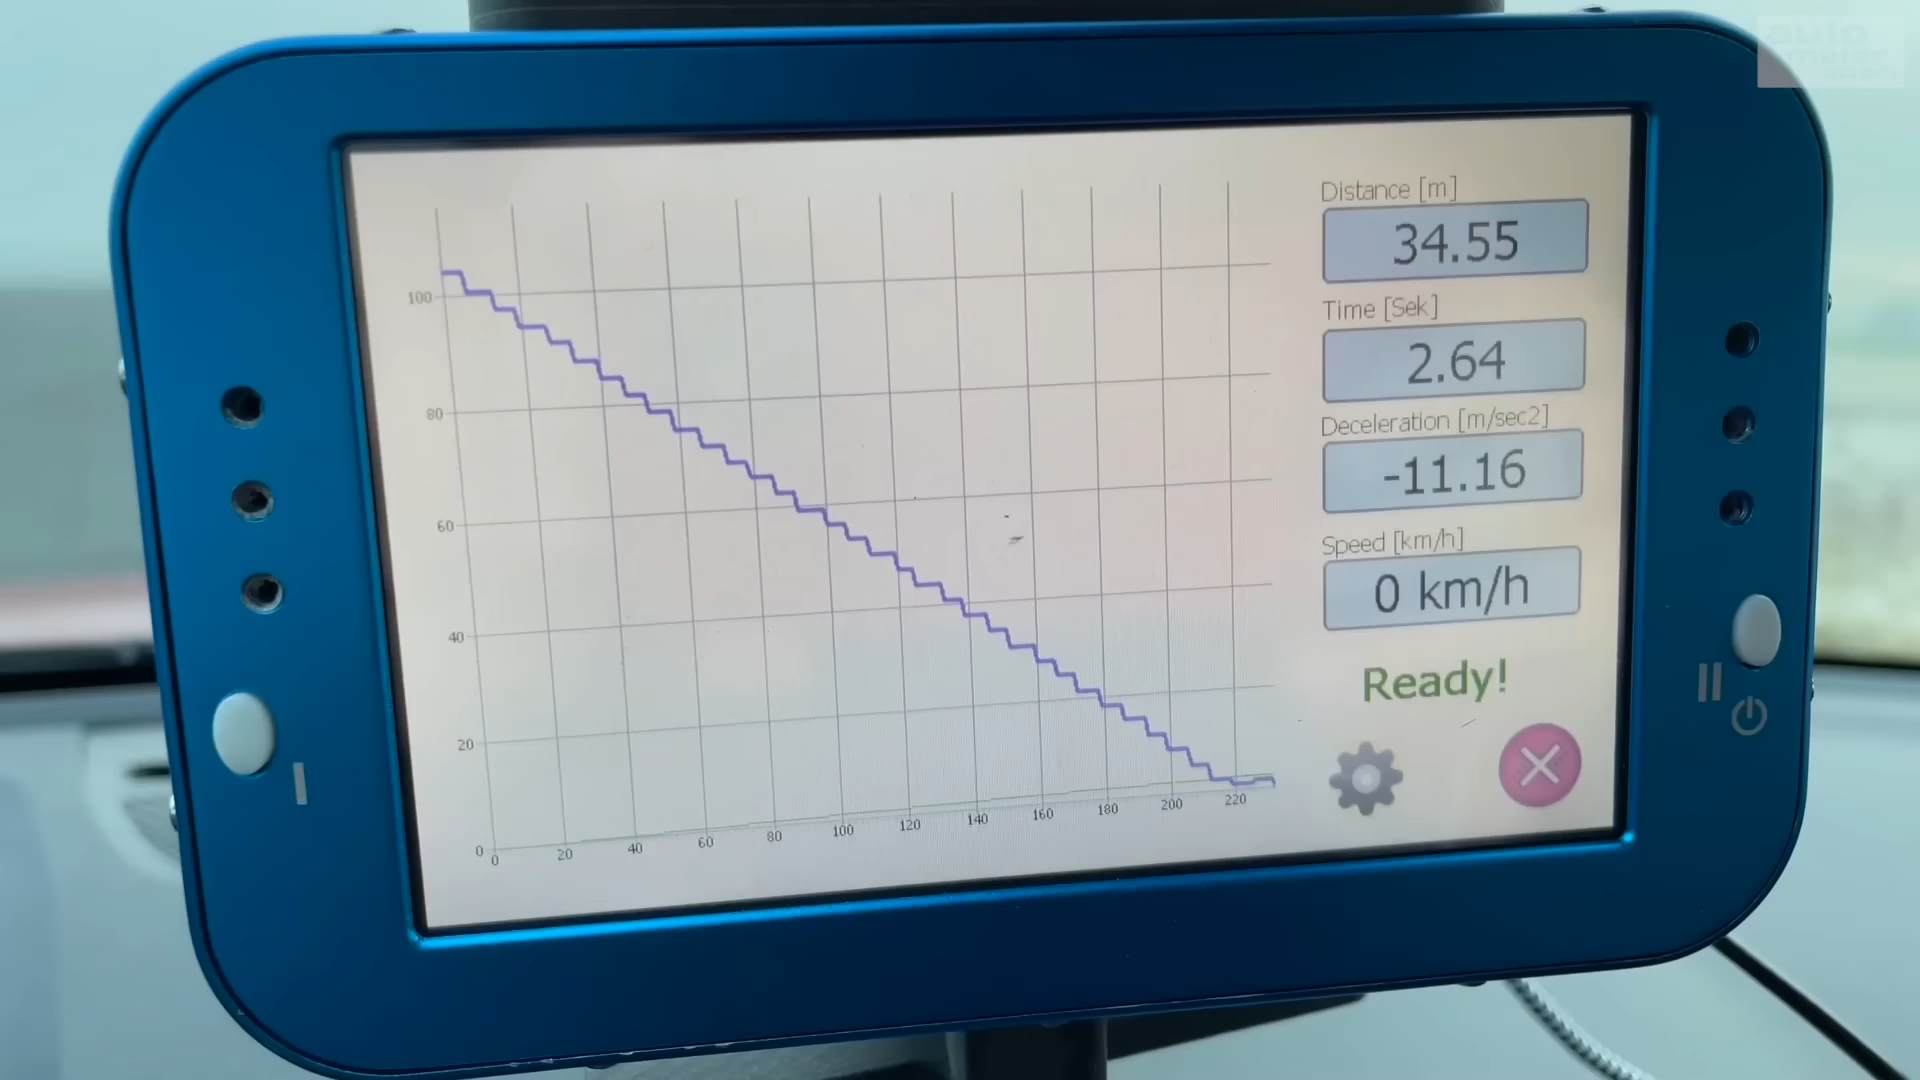 Distance [m]
34.55
Time [Sek]
2.64
Deceleration [m/sec2]
-11.16
Speed [km/h]
0 km/h
Ready!
100
80
60
40
20
0
0 20 40 60 80 100 120 140 160 180 200 220
I
II